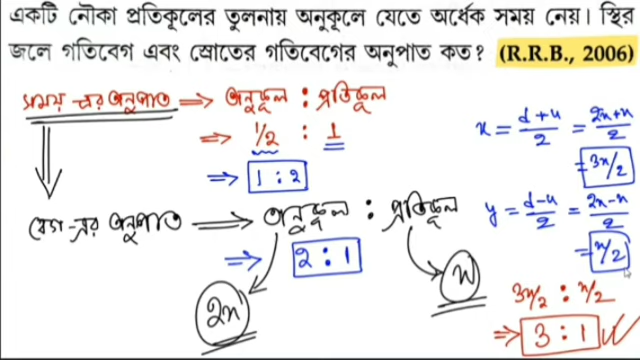 একটি নৌকা প্রতিকূলের তুলনায় অনুকূলে যেতে অর্ধেক সময় নেয়। স্থির
জলে গতিবেগ এবং স্রোতের গতিবেগের অনুপাত কত? (R.R.B., 2006)
সময়-এর অনুপাত ⇒ অনুকূল : প্রতিকূল
⇒ 1/2 : 1
⇒ 1 : 2
বেগ-এর অনুপাত ⇒ অনুকূল : প্রতিকূল
⇒ 2 : 1
2x
x
x = (d+u)/2 = (2x+x)/2
= 3x/2
y = (d-u)/2 = (2x-x)/2
= x/2
3x/2 : x/2
⇒ 3 : 1